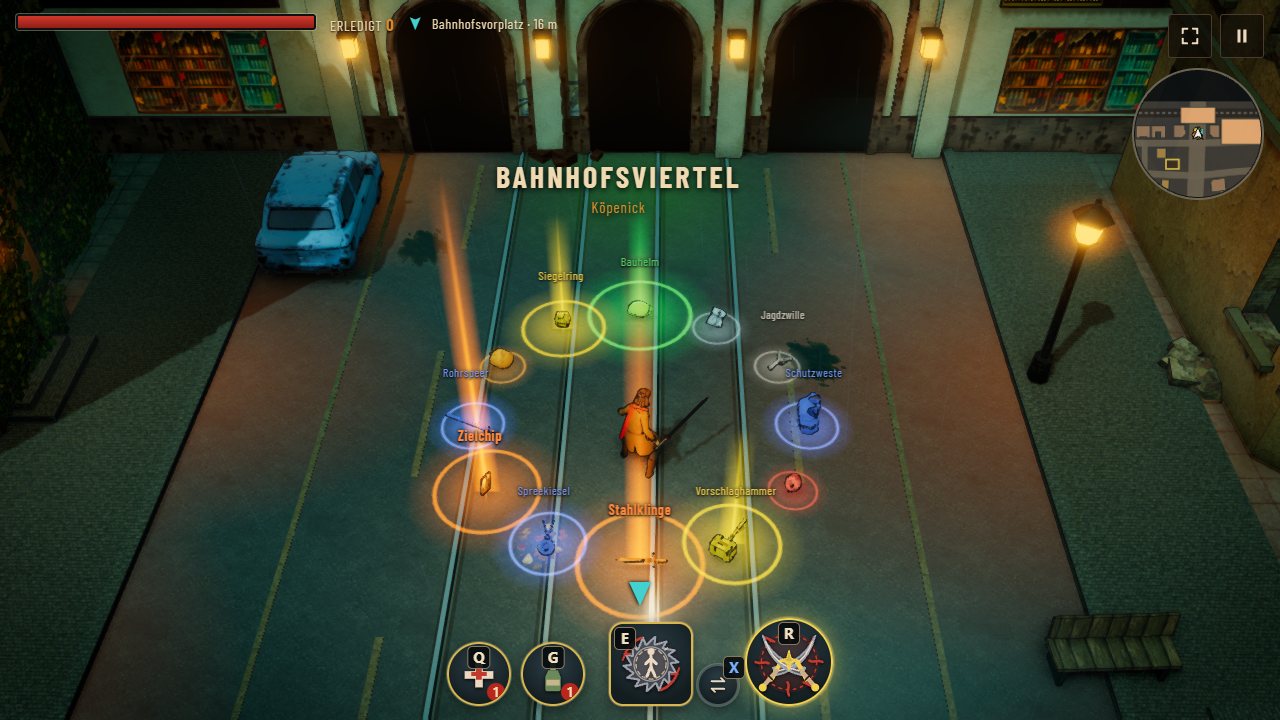 ERLEDIGT 0
Bahnhofsvorplatz · 16 m
BAHNHOFSVIERTEL
Köpenick
Bauhelm
Siegelring
Jagdzwille
Rohrspeer
Schutzweste
Zielchip
Spreekiesel
Vorschlaghammer
Stahlklinge
E
R
Q
G
X
1
1